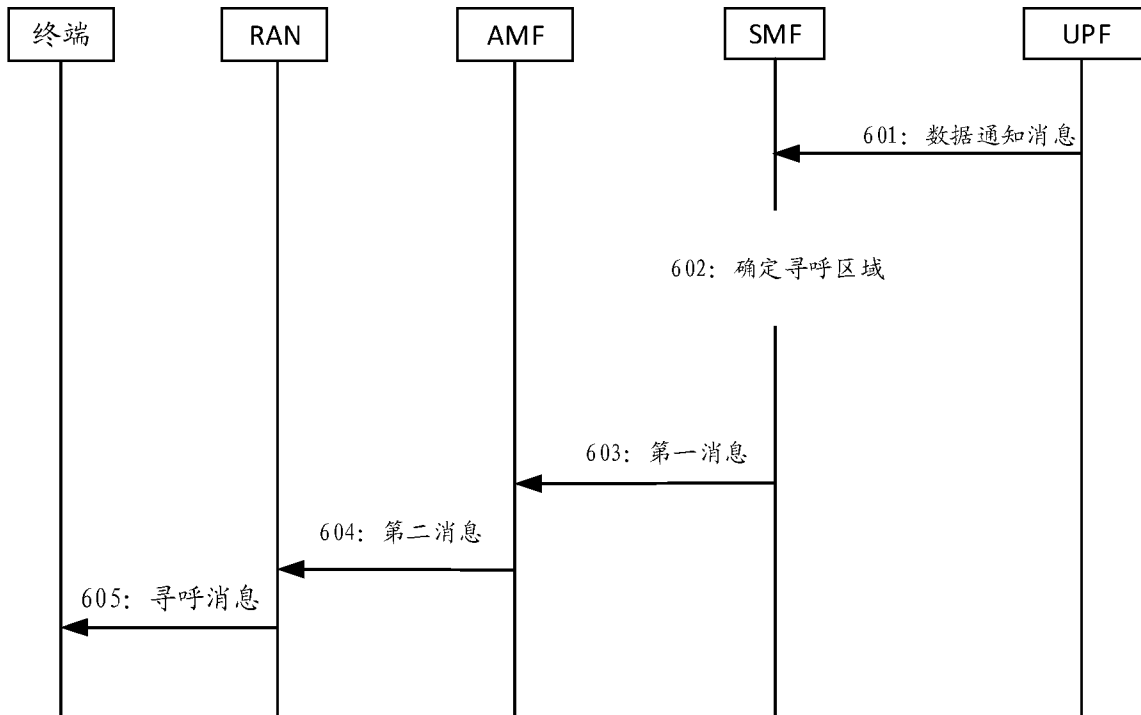 终端
RAN
AMF
SMF
UPF
601: 数据通知消息
602: 确定寻呼区域
603: 第一消息
604: 第二消息
605: 寻呼消息